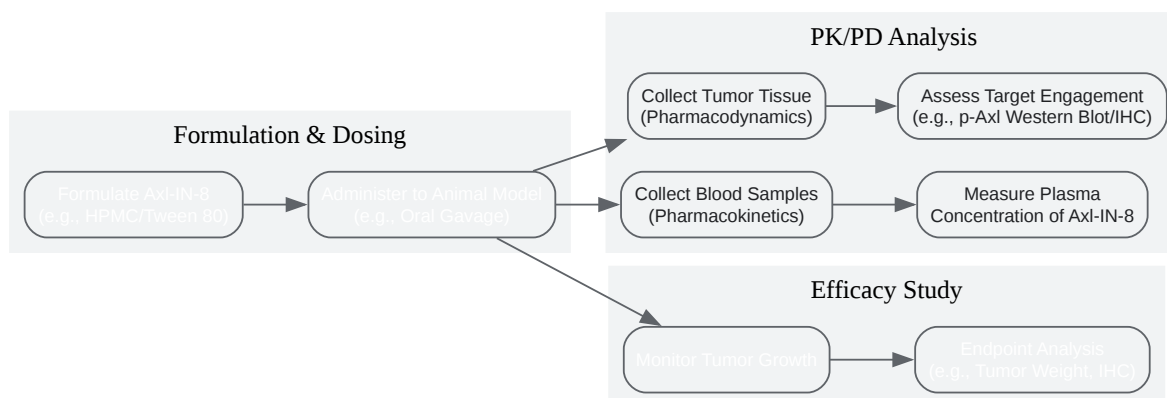 Formulation & Dosing
Formulate Axl-IN-8
(e.g., HPMC/Tween 80)
Administer to Animal Model
(e.g., Oral Gavage)
PK/PD Analysis
Collect Tumor Tissue
(Pharmacodynamics)
Assess Target Engagement
(e.g., p-Axl Western Blot/IHC)
Collect Blood Samples
(Pharmacokinetics)
Measure Plasma
Concentration of Axl-IN-8
Efficacy Study
Monitor Tumor Growth
Endpoint Analysis
(e.g., Tumor Weight, IHC)